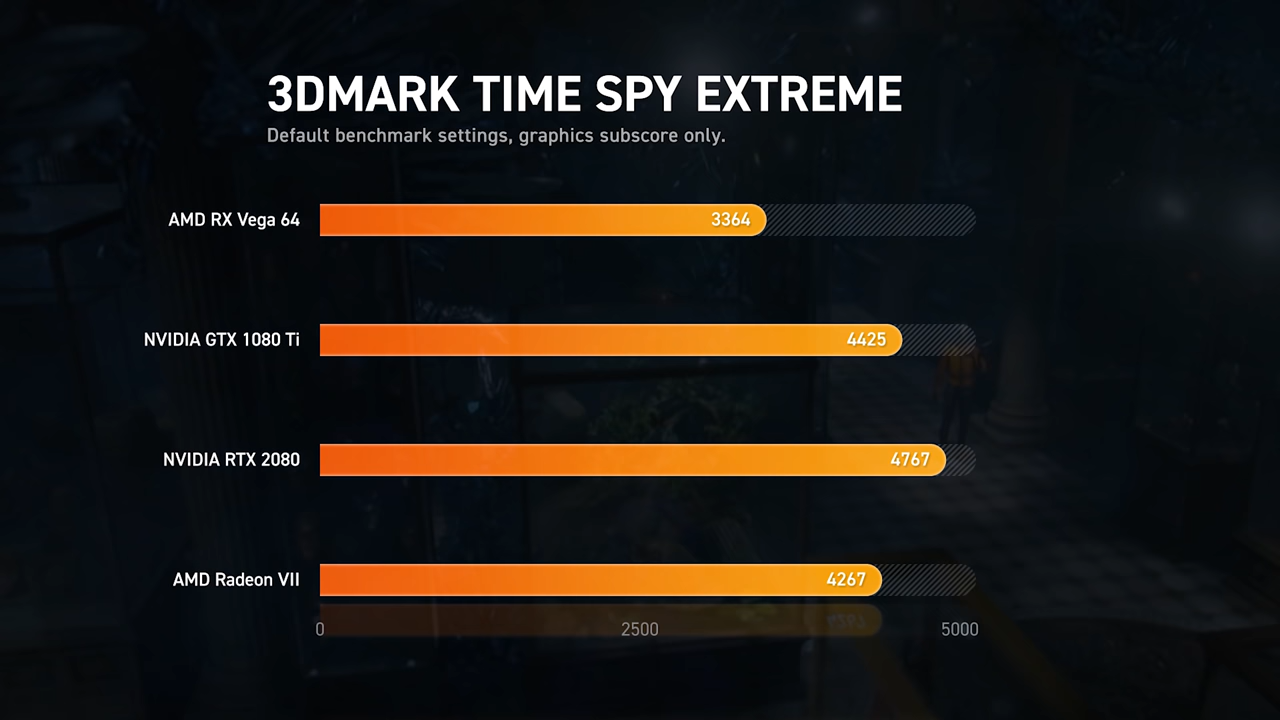 3DMARK TIME SPY EXTREME
Default benchmark settings, graphics subscore only.
AMD RX Vega 64 3364
NVIDIA GTX 1080 Ti 4425
NVIDIA RTX 2080 4767
AMD Radeon VII 4267
0 2500 5000